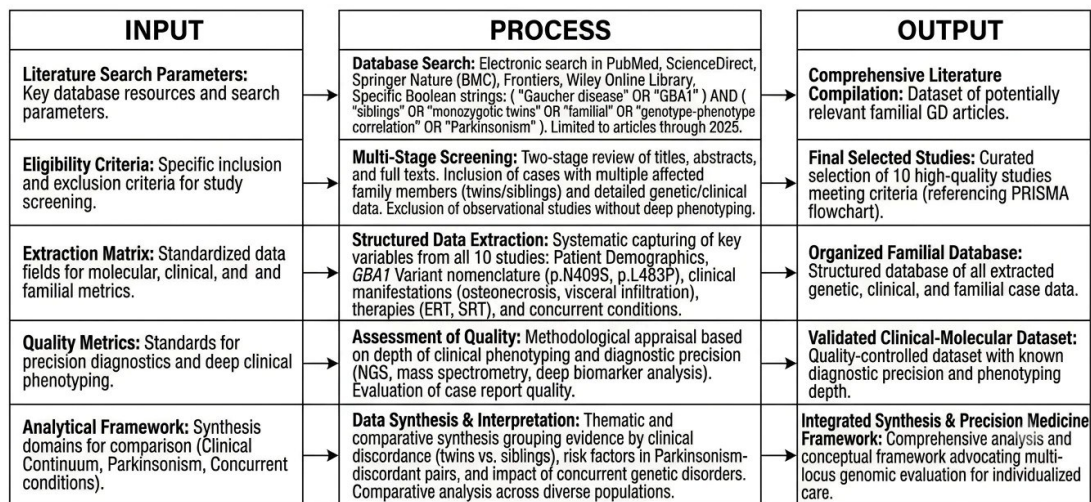 INPUT
PROCESS
OUTPUT
Literature Search Parameters:
Key database resources and search
parameters.
Database Search: Electronic search in PubMed, ScienceDirect,
Springer Nature (BMC), Frontiers, Wiley Online Library,
Specific Boolean strings: ( "Gaucher disease" OR "GBA1" ) AND (
"siblings" OR "monozygotic twins" OR "familial" OR "genotype-phenotype
correlation" OR "Parkinsonism" ). Limited to articles through 2025.
Comprehensive Literature
Compilation: Dataset of potentially
relevant familial GD articles.
Eligibility Criteria: Specific inclusion
and exclusion criteria for study
screening.
Multi-Stage Screening: Two-stage review of titles, abstracts,
and full texts. Inclusion of cases with multiple affected
family members (twins/siblings) and detailed genetic/clinical
data. Exclusion of observational studies without deep phenotyping.
Final Selected Studies: Curated
selection of 10 high-quality studies
meeting criteria (referencing PRISMA
flowchart).
Extraction Matrix: Standardized data
fields for molecular, clinical, and and
familial metrics.
Structured Data Extraction: Systematic capturing of key
variables from all 10 studies: Patient Demographics,
GBA1 Variant nomenclature (p.N409S, p.L483P), clinical
manifestations (osteonecrosis, visceral infiltration),
therapies (ERT, SRT), and concurrent conditions.
Organized Familial Database:
Structured database of all extracted
genetic, clinical, and familial case data.
Quality Metrics: Standards for
precision diagnostics and deep clinical
phenotyping.
Assessment of Quality: Methodological appraisal based
on depth of clinical phenotyping and diagnostic precision
(NGS, mass spectrometry, deep biomarker analysis).
Evaluation of case report quality.
Validated Clinical-Molecular Dataset:
Quality-controlled dataset with known
diagnostic precision and phenotyping
depth.
Analytical Framework: Synthesis
domains for comparison (Clinical
Continuum, Parkinsonism, Concurrent
conditions).
Data Synthesis & Interpretation: Thematic and
comparative synthesis grouping evidence by clinical
discordance (twins vs. siblings), risk factors in Parkinsonism-
discordant pairs, and impact of concurrent genetic disorders.
Comparative analysis across diverse populations.
Integrated Synthesis & Precision Medicine
Framework: Comprehensive analysis and
conceptual framework advocating multi-
locus genomic evaluation for individualized
care.